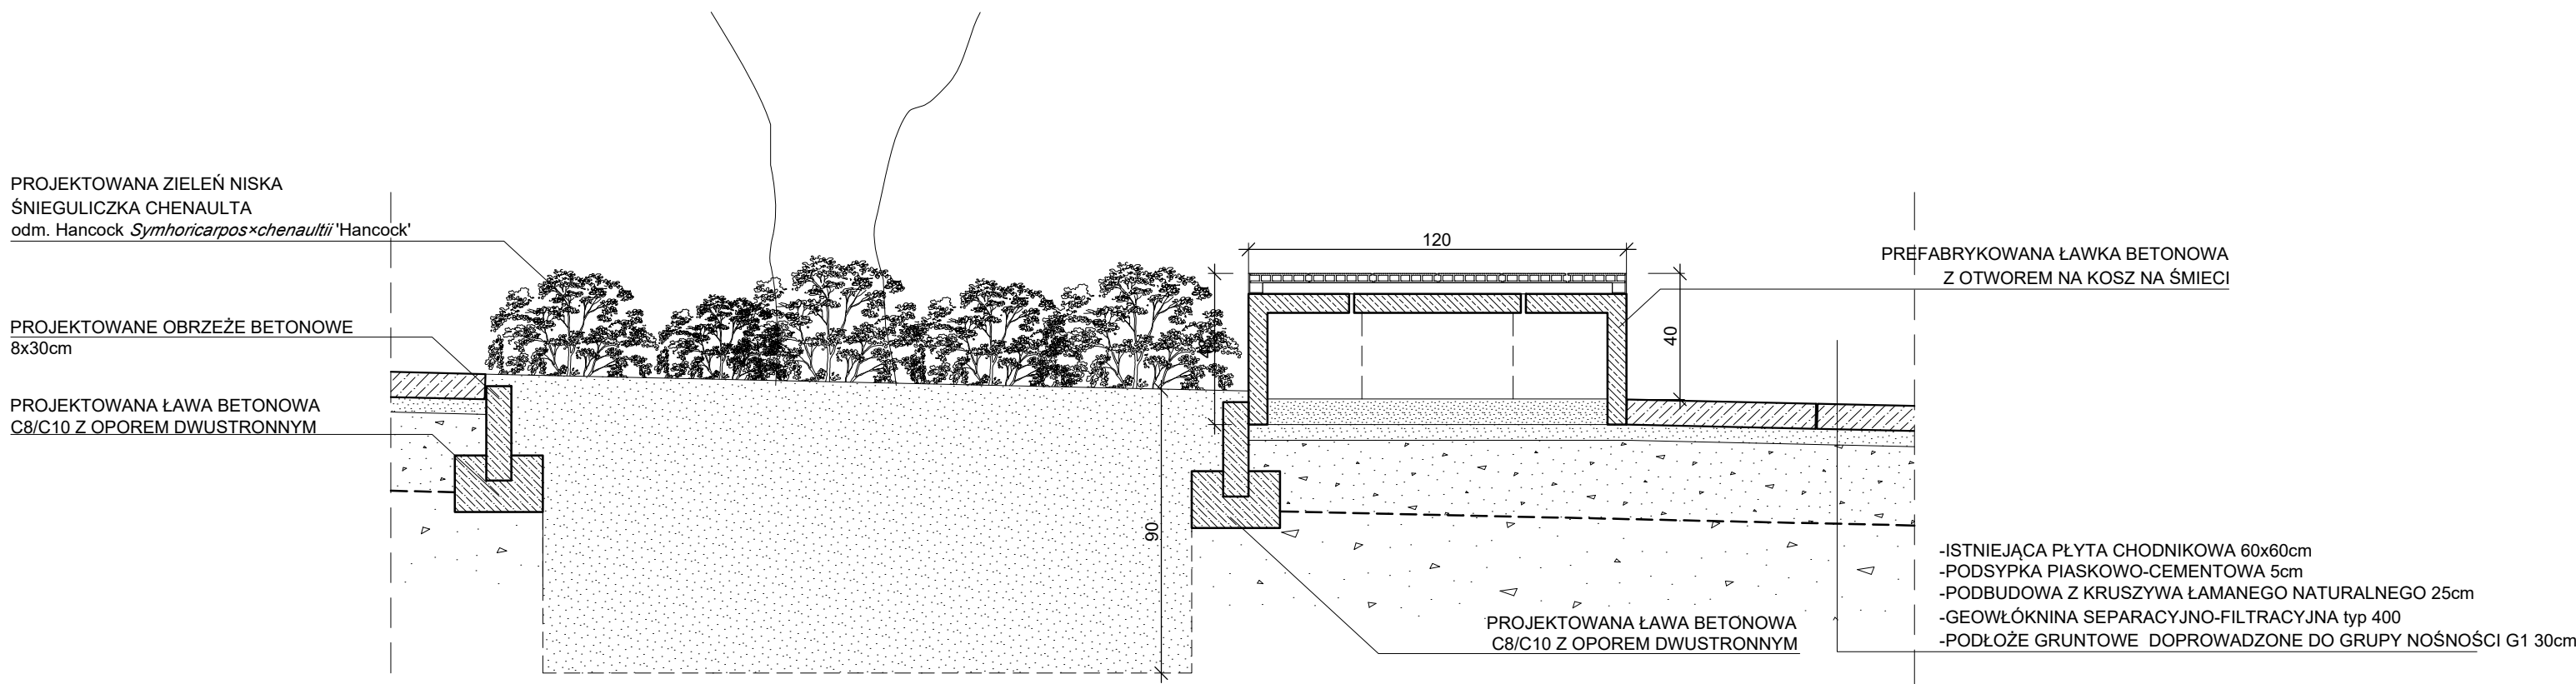 PROJEKTOWANA ZIELEŃ NISKA
ŚNIEGULICZKA CHENAULTA
odm. Hancock Symhoricarpos×chenaultii 'Hancock'
PROJEKTOWANE OBRZEŻE BETONOWE
8x30cm
PROJEKTOWANA ŁAWA BETONOWA
C8/C10 Z OPOREM DWUSTRONNYM
120
PREFABRYKOWANA ŁAWKA BETONOWA
Z OTWOREM NA KOSZ NA ŚMIECI
40
90
PROJEKTOWANA ŁAWA BETONOWA
C8/C10 Z OPOREM DWUSTRONNYM
-ISTNIEJĄCA PŁYTA CHODNIKOWA 60x60cm
-PODSYPKA PIASKOWO-CEMENTOWA 5cm
-PODBUDOWA Z KRUSZYWA ŁAMANEGO NATURALNEGO 25cm
-GEOWŁÓKNINA SEPARACYJNO-FILTRACYJNA typ 400
-PODŁOŻE GRUNTOWE DOPROWADZONE DO GRUPY NOŚNOŚCI G1 30cm